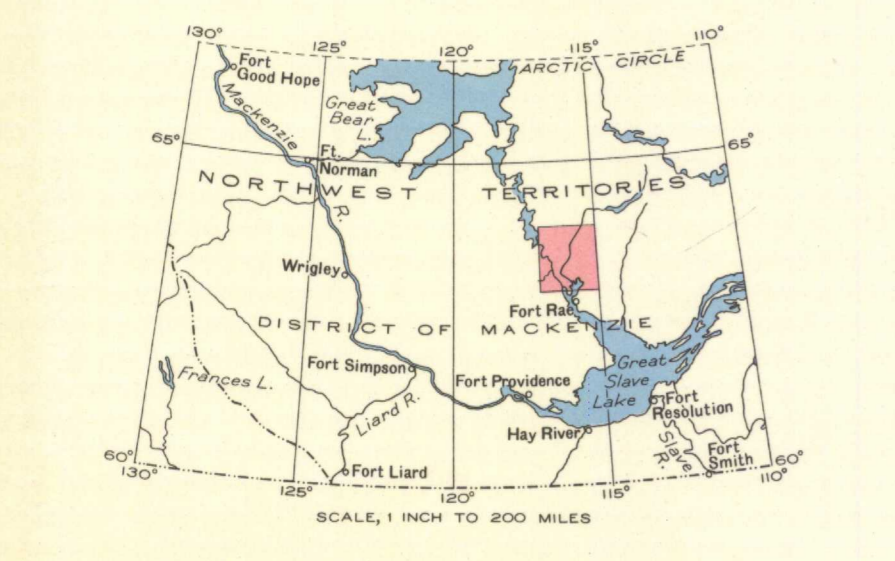 130°
125°
120°
115°
110°
ARCTIC CIRCLE
Fort
Good Hope
Mackenzie
R.
Great
Bear
L.
65°
65°
Ft.
Norman
NORTHWEST TERRITORIES
Wrigley
Fort Rae
DISTRICT OF MACKENZIE
Fort Simpson
Great
Slave
Lake
Frances L.
Fort Providence
Liard R.
Fort
Resolution
Hay River
Slave
R.
Fort
Smith
60°
60°
Fort Liard
130°
125°
120°
115°
110°
SCALE, 1 INCH TO 200 MILES